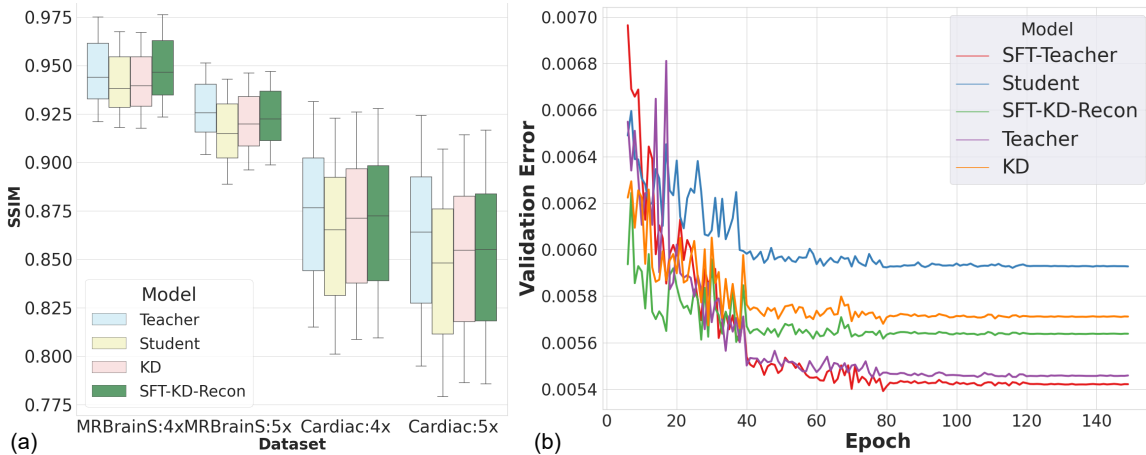 0.975
0.950
0.925
0.900
0.875
0.850
0.825
0.800
0.775
SSIM
Model
Teacher
Student
KD
SFT-KD-Recon
MRBrainS:4x MRBrainS:5x Cardiac:4x Cardiac:5x
Dataset
(a)
0.0070
0.0068
0.0066
0.0064
0.0062
0.0060
0.0058
0.0056
0.0054
Validation Error
Model
SFT-Teacher
Student
SFT-KD-Recon
Teacher
KD
0 20 40 60 80 100 120 140
Epoch
(b)